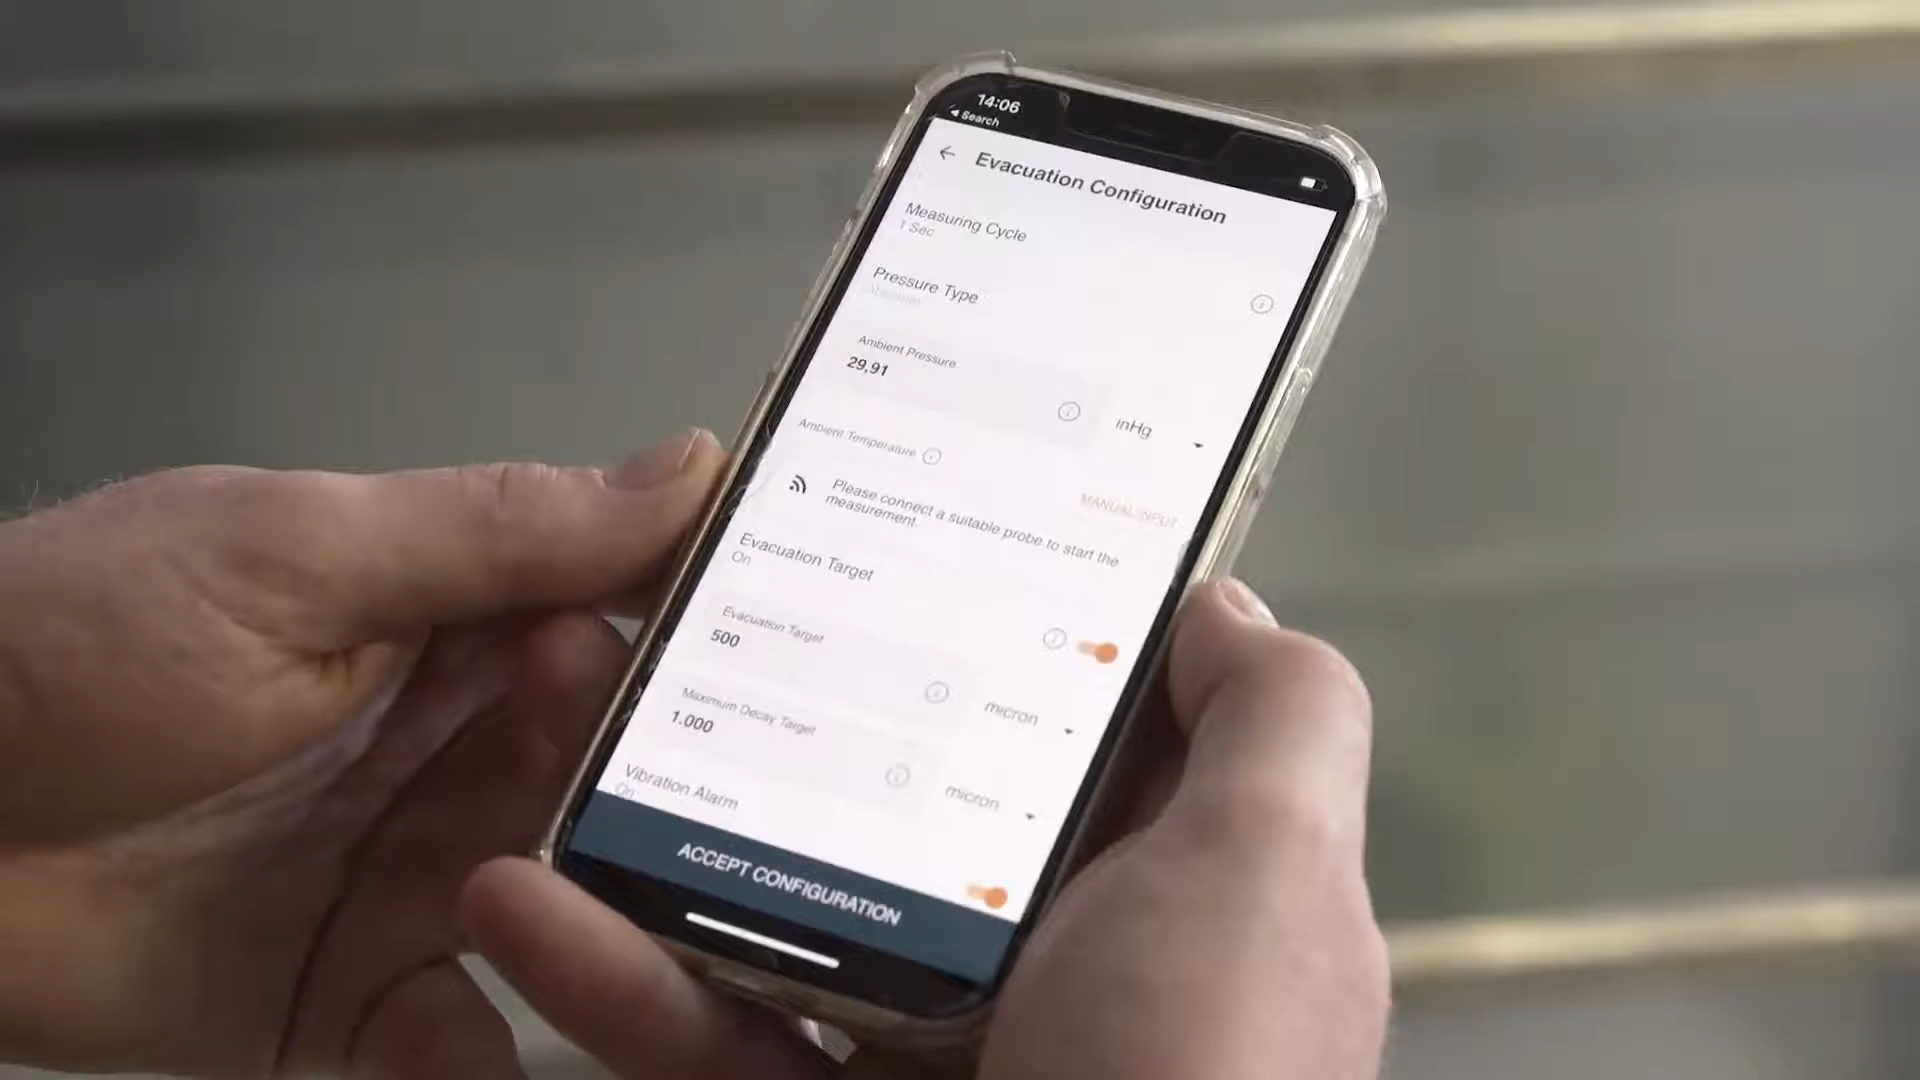 14:06
Search
Evacuation Configuration
Measuring Cycle
1 Sec
Pressure Type
Ambient Pressure
29,91
inHg
Ambient Temperature
MANUAL INPUT
Please connect a suitable probe to start the
measurement.
Evacuation Target
On
Evacuation Target
500
micron
Maximum Decay Target
1.000
micron
Vibration Alarm
On
ACCEPT CONFIGURATION